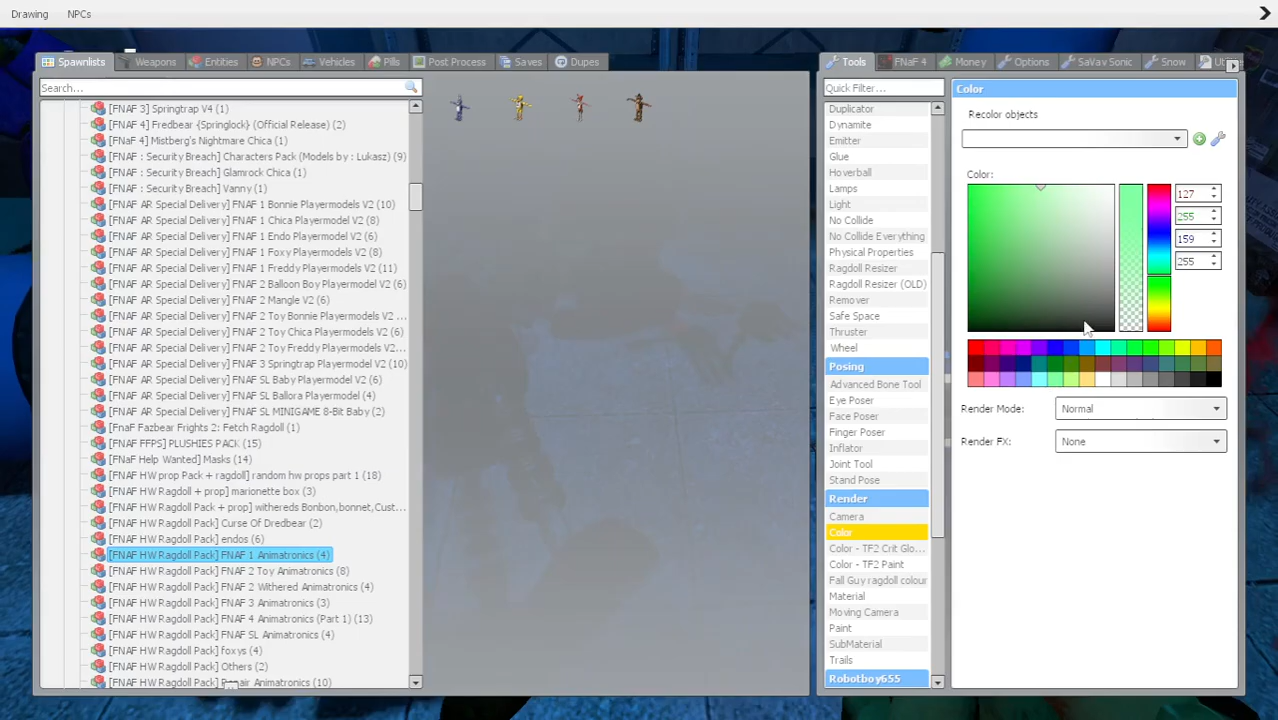 Drawing NPCs
Spawnlists Weapons Entities NPCs Vehicles Pills Post Process Saves Dupes
Search...
[FNAF 3] Springtrap V4 (1)
[FNAF 4] Fredbear {Springlock} (Official Release) (2)
[FNaF 4] Mistberg's Nightmare Chica (1)
[FNAF : Security Breach] Characters Pack (Models by : Lukasz) (9)
[FNAF : Security Breach] Glamrock Chica (1)
[FNAF : Security Breach] Vanny (1)
[FNAF AR Special Delivery] FNAF 1 Bonnie Playermodels V2 (10)
[FNAF AR Special Delivery] FNAF 1 Chica Playermodels V2 (8)
[FNAF AR Special Delivery] FNAF 1 Endo Playermodels V2 (6)
[FNAF AR Special Delivery] FNAF 1 Foxy Playermodels V2 (8)
[FNAF AR Special Delivery] FNAF 1 Freddy Playermodels V2 (11)
[FNAF AR Special Delivery] FNAF 2 Balloon Boy Playermodels V2 (6)
[FNAF AR Special Delivery] FNAF 2 Mangle V2 (6)
[FNAF AR Special Delivery] FNAF 2 Toy Bonnie Playermodels V2 ...
[FNAF AR Special Delivery] FNAF 2 Toy Chica Playermodels V2 (6)
[FNAF AR Special Delivery] FNAF 2 Toy Freddy Playermodels V2...
[FNAF AR Special Delivery] FNAF 3 Springtrap Playermodels V2 (10)
[FNAF AR Special Delivery] FNAF SL Baby Playermodels V2 (6)
[FNAF AR Special Delivery] FNAF SL Ballora Playermodels (4)
[FNAF AR Special Delivery] FNAF SL MINIGAME 8-Bit Baby (2)
[FnaF Fazbear Frights 2: Fetch Ragdoll (1)
[FNAF FFPS] PLUSHIES PACK (15)
[FNaF Help Wanted] Masks (14)
[FNAF HW prop Pack + ragdoll] random hw props part 1 (18)
[FNAF HW Ragdoll + prop] marionette box (3)
[FNAF HW Ragdoll Pack + prop] withereds Bonbon,bonnet,Cust...
[FNAF HW Ragdoll Pack] Curse Of Dredbear (2)
[FNAF HW Ragdoll Pack] endos (6)
[FNAF HW Ragdoll Pack] FNAF 1 Animatronics (4)
[FNAF HW Ragdoll Pack] FNAF 2 Toy Animatronics (8)
[FNAF HW Ragdoll Pack] FNAF 2 Withered Animatronics (4)
[FNAF HW Ragdoll Pack] FNAF 3 Animatronics (3)
[FNAF HW Ragdoll Pack] FNAF 4 Animatronics (Part 1) (13)
[FNAF HW Ragdoll Pack] FNAF SL Animatronics (4)
[FNAF HW Ragdoll Pack] foxys (4)
[FNAF HW Ragdoll Pack] Others (2)
[FNAF HW Ragdoll Pack] Repair Animatronics (10)
Tools FNaF 4 Money Options SaVav Sonic Snow
Quick Filter...
Duplicator
Dynamite
Emitter
Glue
Hoverball
Lamps
Light
No Collide
No Collide Everything
Physical Properties
Ragdoll Resizer
Ragdoll Resizer (OLD)
Remover
Safe Space
Thruster
Wheel
Posing
Advanced Bone Tool
Eye Poser
Face Poser
Finger Poser
Inflator
Joint Tool
Stand Pose
Render
Camera
Color
Color - TF2 Crit Glo...
Color - TF2 Paint
Fall Guy ragdoll colour
Material
Moving Camera
Paint
SubMaterial
Trails
Robotboy655
Color
Recolor objects
Color:
127
255
159
255
Render Mode: Normal
Render FX: None